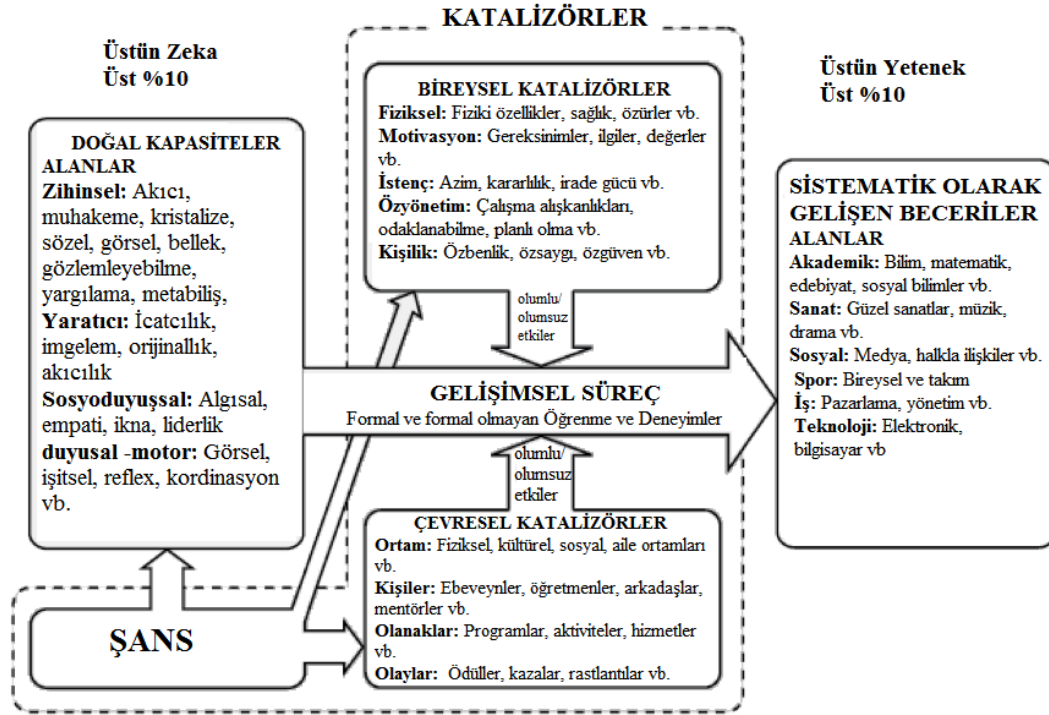 KATALİZÖRLER
Üstün Zeka
Üst %10
DOĞAL KAPASİTELER
ALANLAR
Zihinsel: Akıcı,
muhakeme, kristalize,
sözel, görsel, bellek,
gözlemleyebilme,
yargılama, metabiliş,
Yaratıcı: İcatcılık,
imgelem, orijinallık,
akıcılık
Sosyoduyuşsal: Algısal,
empati, ikna, liderlik
duyusal -motor: Görsel,
işitsel, reflex, kordinasyon
vb.
BİREYSEL KATALİZÖRLER
Fiziksel: Fiziki özellikler, sağlık, özürler vb.
Motivasyon: Gereksinimler, ilgiler, değerler
vb.
İstenç: Azim, kararlılık, irade gücü vb.
Özyönetim: Çalışma alışkanlıkları,
odaklanabilme, planlı olma vb.
Kişilik: Özbenlik, özsaygı, özgüven vb.
olumlu/
olumsuz
etkiler
GELİŞİMSEL SÜREÇ
Formal ve formal olmayan Öğrenme ve Deneyimler
olumlu/
olumsuz
etkiler
ÇEVRESEL KATALİZÖRLER
Ortam: Fiziksel, kültürel, sosyal, aile ortamları
vb.
Kişiler: Ebeveynler, öğretmenler, arkadaşlar,
mentörler vb.
Olanaklar: Programlar, aktiviteler, hizmetler
vb.
Olaylar: Ödüller, kazalar, rastlantılar vb.
ŞANS
Üstün Yetenek
Üst %10
SİSTEMATİK OLARAK
GELİŞEN BECERİLER
ALANLAR
Akademik: Bilim, matematik,
edebiyat, sosyal bilimler vb.
Sanat: Güzel sanatlar, müzik,
drama vb.
Sosyal: Medya, halkla ilişkiler vb.
Spor: Bireysel ve takım
İş: Pazarlama, yönetim vb.
Teknoloji: Elektronik,
bilgisayar vb